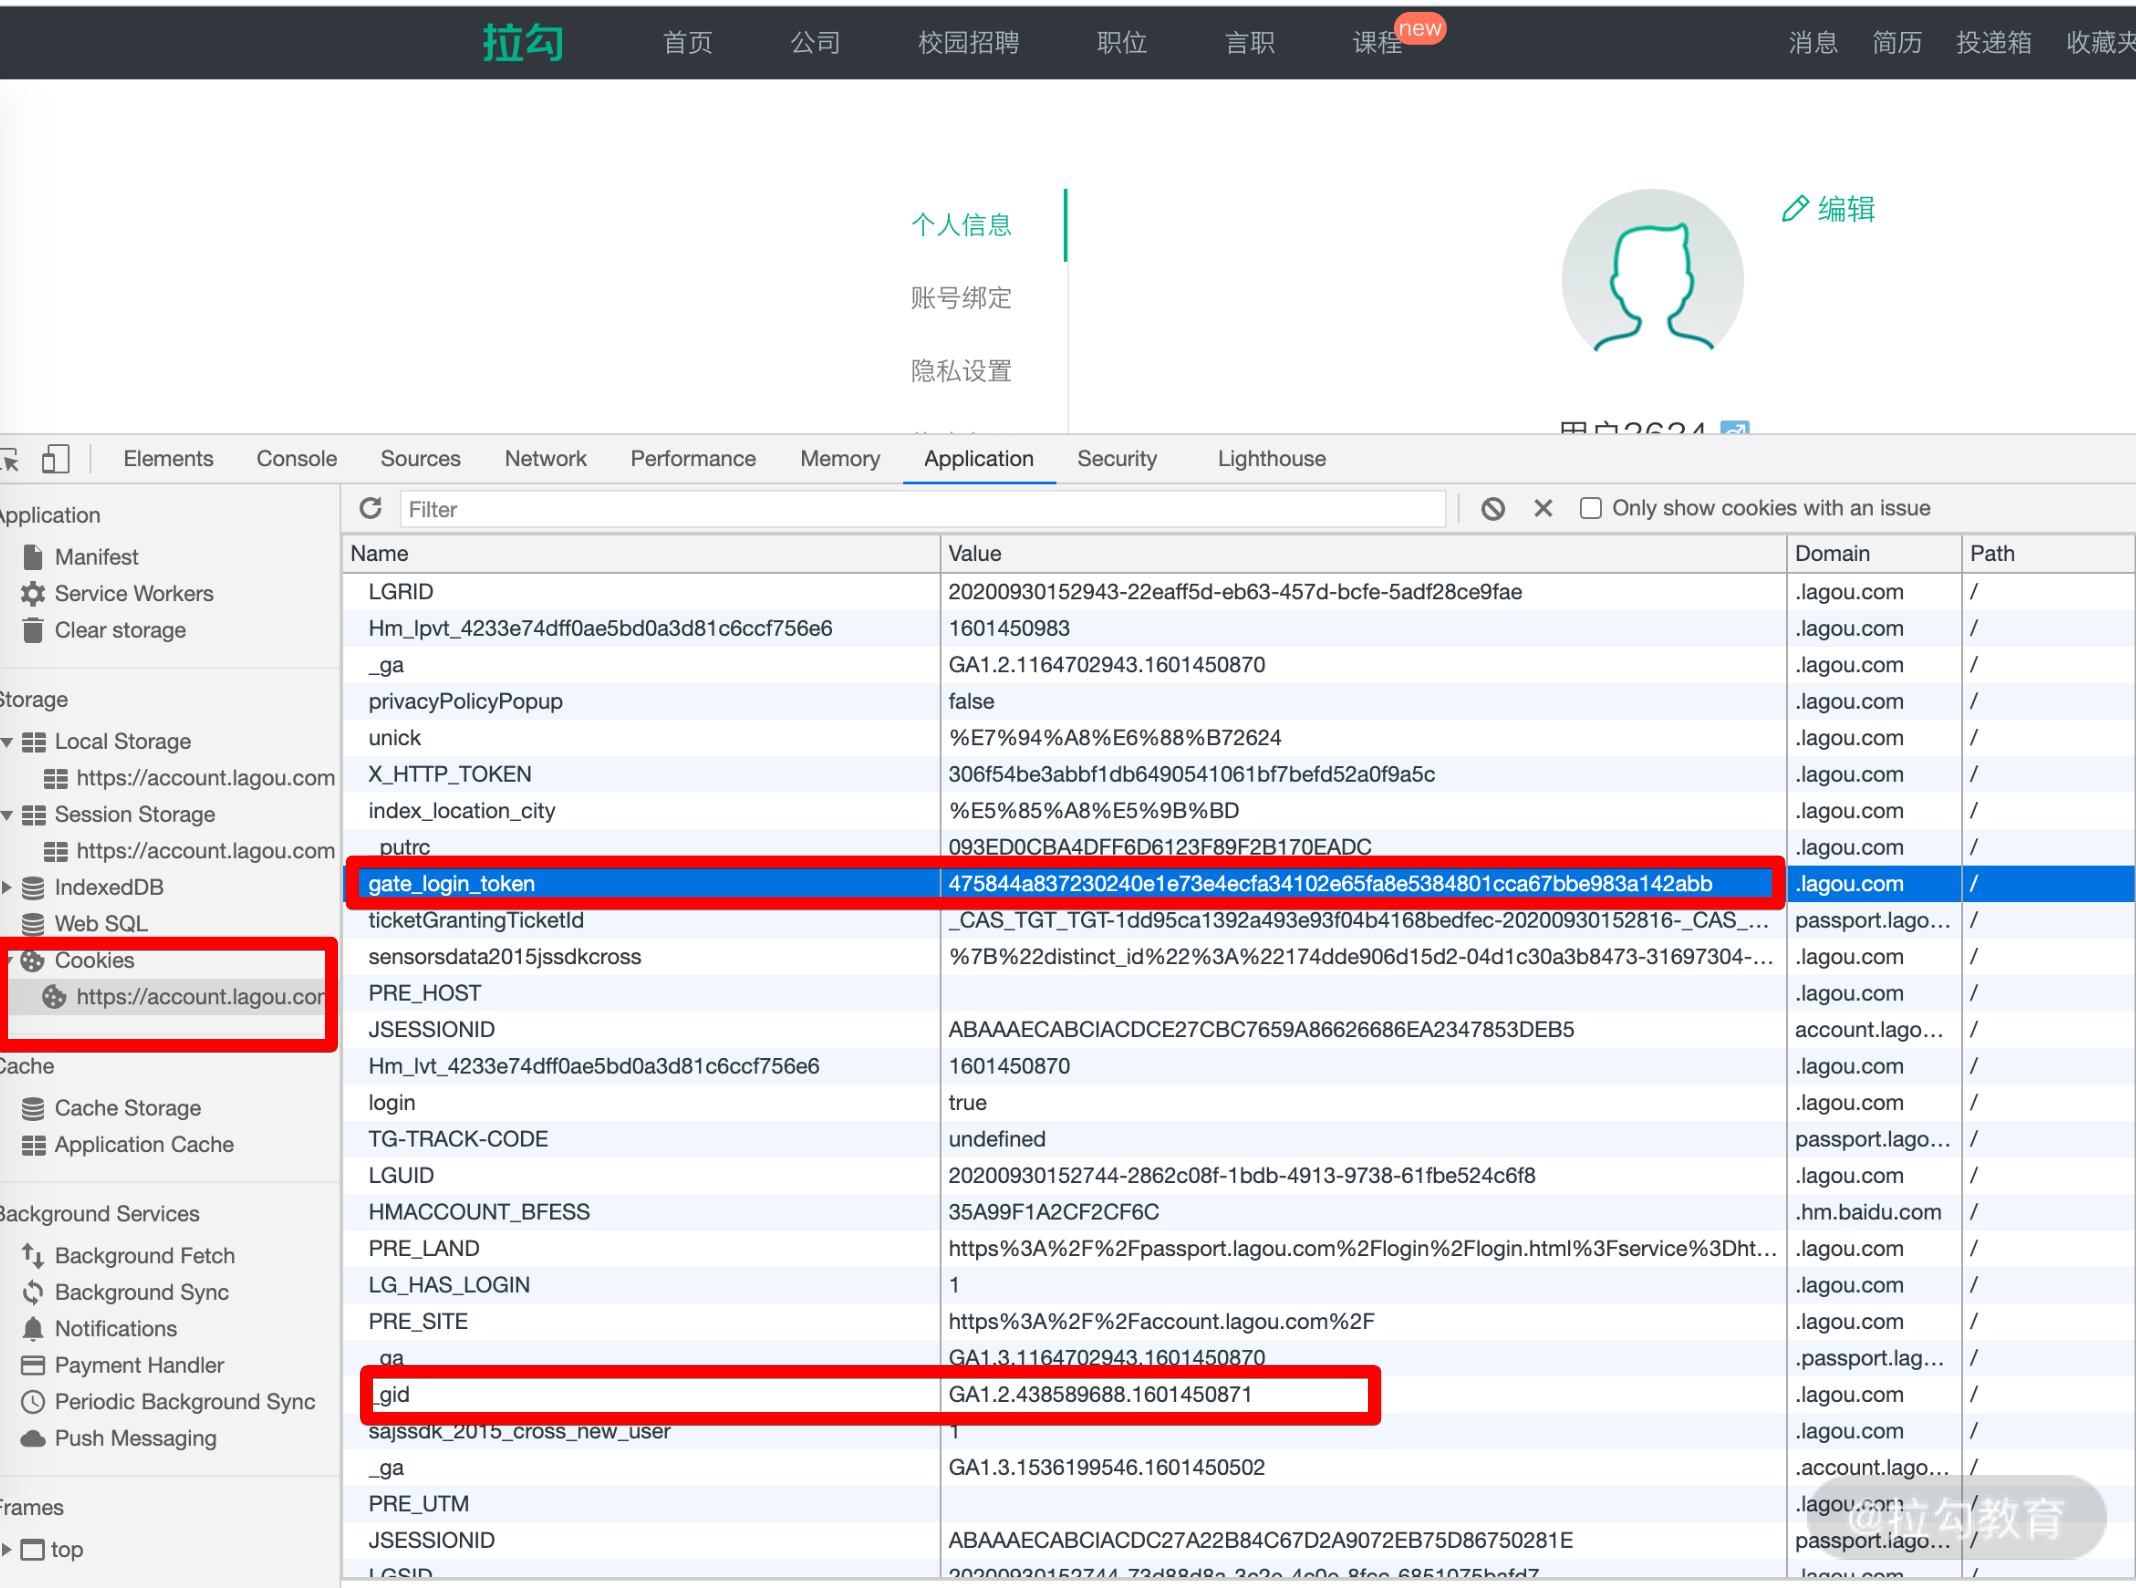 拉勾 首页 公司 校园招聘 职位 言职 课程 new 消息 简历 投递箱 收藏夹
个人信息
编辑
账号绑定
隐私设置
用户2624
Elements Console Sources Network Performance Memory Application Security Lighthouse
Application
Manifest
Service Workers
Clear storage
Storage
Local Storage
https://account.lagou.com
Session Storage
https://account.lagou.com
IndexedDB
Web SQL
Cookies
https://account.lagou.com
Cache
Cache Storage
Application Cache
Background Services
Background Fetch
Background Sync
Notifications
Payment Handler
Periodic Background Sync
Push Messaging
Frames
top
Filter Only show cookies with an issue
Name Value Domain Path
LGRID 20200930152943-22eaff5d-eb63-457d-bcfe-5adf28ce9fae .lagou.com /
Hm_lpvt_4233e74dff0ae5bd0a3d81c6ccf756e6 1601450983 .lagou.com /
_ga GA1.2.1164702943.1601450870 .lagou.com /
privacyPolicyPopup false .lagou.com /
unick %E7%94%A8%E6%88%B72624 .lagou.com /
X_HTTP_TOKEN 306f54be3abbf1db6490541061bf7befd52a0f9a5c .lagou.com /
index_location_city %E5%85%A8%E5%9B%BD .lagou.com /
_putrc 093ED0CBA4DFF6D6123F89F2B170EADC .lagou.com /
gate_login_token 475844a837230240e1e73e4ecfa34102e65fa8e5384801cca67bbe983a142abb .lagou.com /
ticketGrantingTicketId _CAS_TGT_TGT-1dd95ca1392a493e93f04b4168bedfec-20200930152816-_CAS_… passport.lago… /
sensorsdata2015jssdkcross %7B%22distinct_id%22%3A%22174dde906d15d2-04d1c30a3b8473-31697304-… .lagou.com /
PRE_HOST .lagou.com /
JSESSIONID ABAAAECABCIACDCE27CBC7659A86626686EA2347853DEB5 account.lago… /
Hm_lvt_4233e74dff0ae5bd0a3d81c6ccf756e6 1601450870 .lagou.com /
login true .lagou.com /
TG-TRACK-CODE undefined passport.lago… /
LGUID 20200930152744-2862c08f-1bdb-4913-9738-61fbe524c6f8 .lagou.com /
HMACCOUNT_BFESS 35A99F1A2CF2CF6C .hm.baidu.com /
PRE_LAND https%3A%2F%2Fpassport.lagou.com%2Flogin%2Flogin.html%3Fservice%3Dht… .lagou.com /
LG_HAS_LOGIN 1 .lagou.com /
PRE_SITE https%3A%2F%2Faccount.lagou.com%2F .lagou.com /
_ga GA1.3.1164702943.1601450870 .passport.lag… /
_gid GA1.2.438589688.1601450871 .lagou.com /
sajssdk_2015_cross_new_user 1 .lagou.com /
_ga GA1.3.1536199546.1601450502 .account.lago… /
PRE_UTM .lagou.com /
JSESSIONID ABAAAECABCIACDC27A22B84C67D2A9072EB75D86750281E passport.lago… /
LGSID 20200930152744-73d88d8a-3c2e-4c0e-8fcc-6851075bafd7 .lagou.com /
@拉勾教育